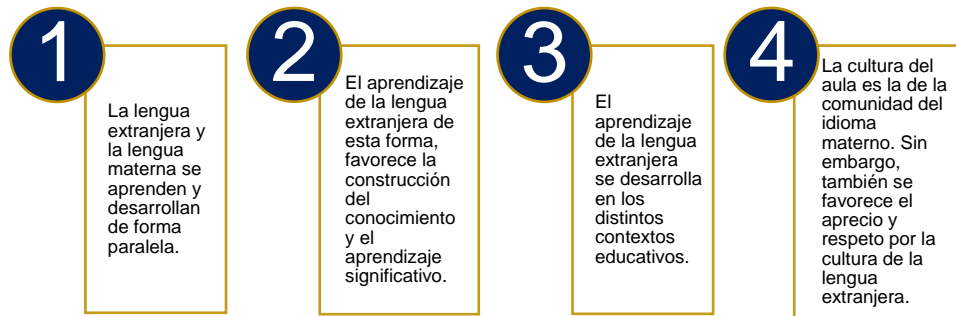 1
La lengua
extranjera y
la lengua
materna se
aprenden y
desarrollan
de forma
paralela.
2
El aprendizaje
de la lengua
extranjera de
esta forma,
favorece la
construcción
del
conocimiento
y el
aprendizaje
significativo.
3
El
aprendizaje
de la lengua
extranjera
se desarrolla
en los
distintos
contextos
educativos.
4
La cultura del
aula es la de la
comunidad del
idioma
materno. Sin
embargo,
también se
favorece el
aprecio y
respeto por la
cultura de la
lengua
extranjera.